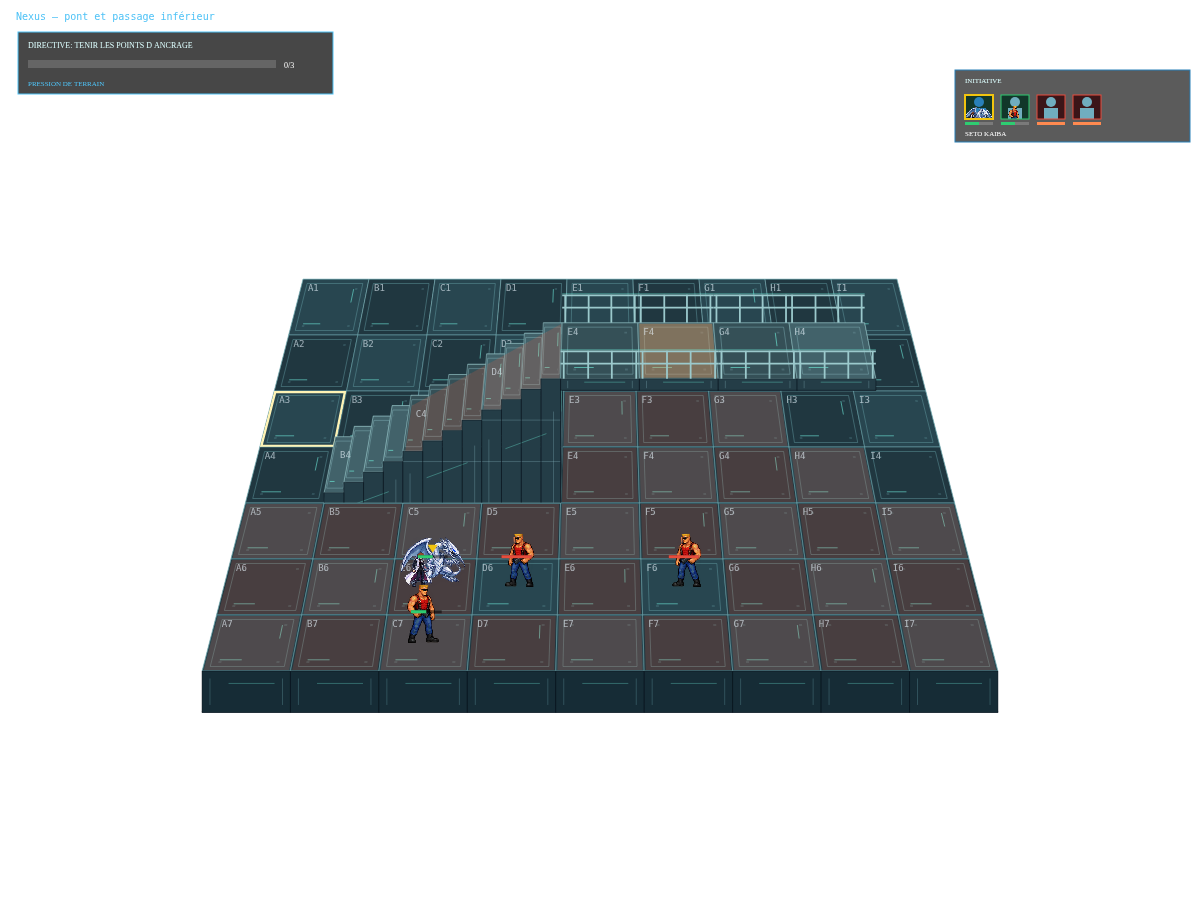 Nexus — pont et passage inférieur
DIRECTIVE: TENIR LES POINTS D ANCRAGE
0/3
PRESSION DE TERRAIN
INITIATIVE
SETO KAIBA
A1 B1 C1 D1 E1 F1 G1 H1 I1
E4 F4 G4 H4
A2 B2 C2
D4
A3 B3 C4 E3 F3 G3 H3 I3
A4 B4 E4 F4 G4 H4 I4
A5 B5 C5 D5 E5 F5 G5 H5 I5
A6 B6 D6 E6 F6 G6 H6 I6
A7 B7 C7 D7 E7 F7 G7 H7 I7